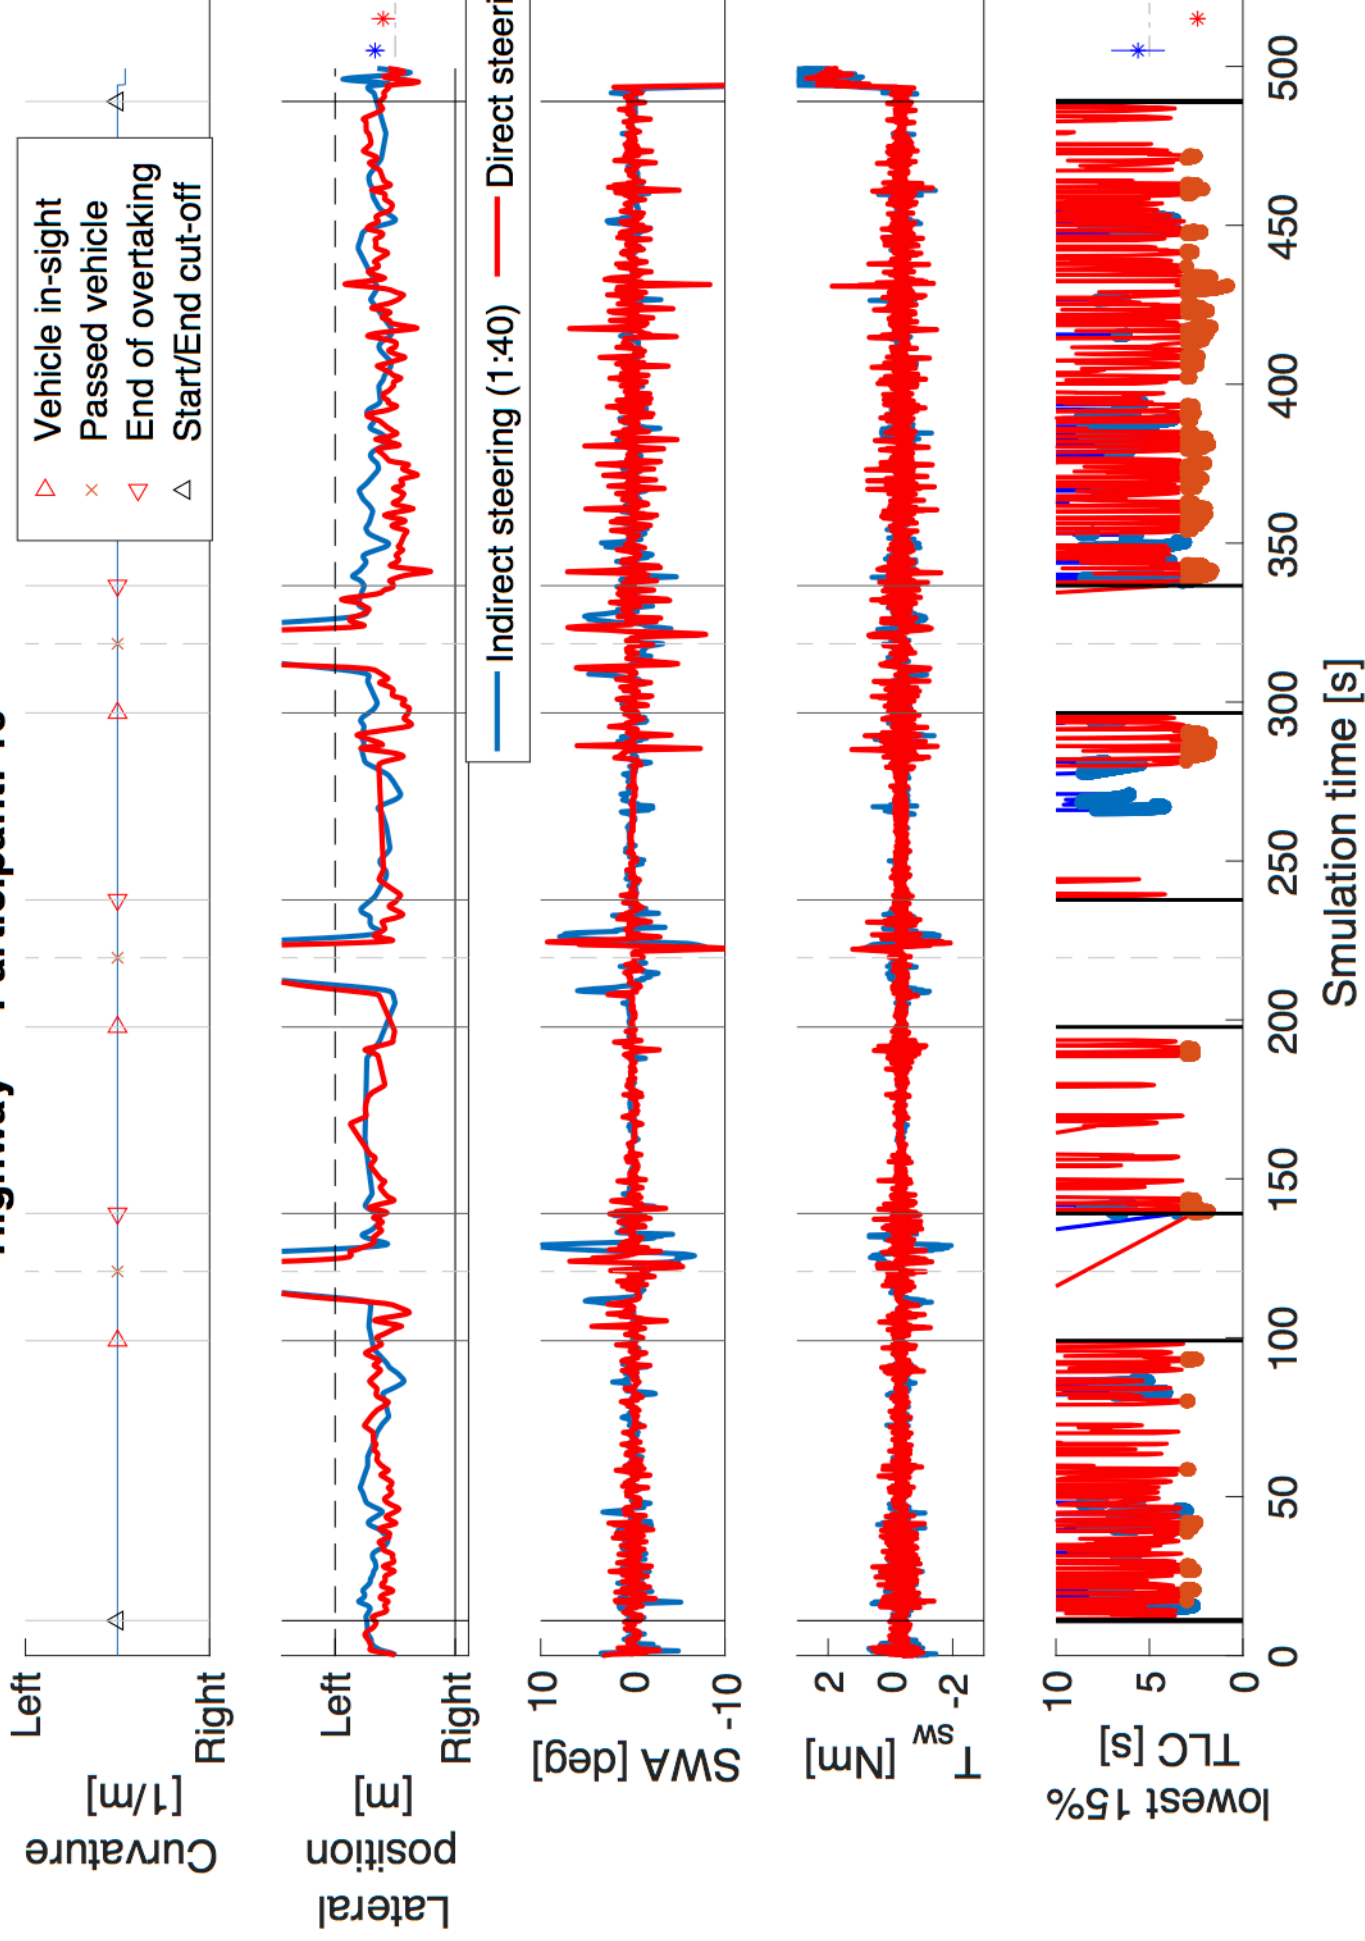 Left
Right
Curvature
[1/m]
Vehicle in-sight
Passed vehicle
End of overtaking
Start/End cut-off
Left
Right
Lateral
position
[m]
Indirect steering (1:40)
10
0
-10
SWA [deg]
2
0
-2
T_sw [Nm]
10
5
0
lowest 15%
TLC [s]
0
50
100
150
200
250
300
350
400
450
500
Smulation time [s]